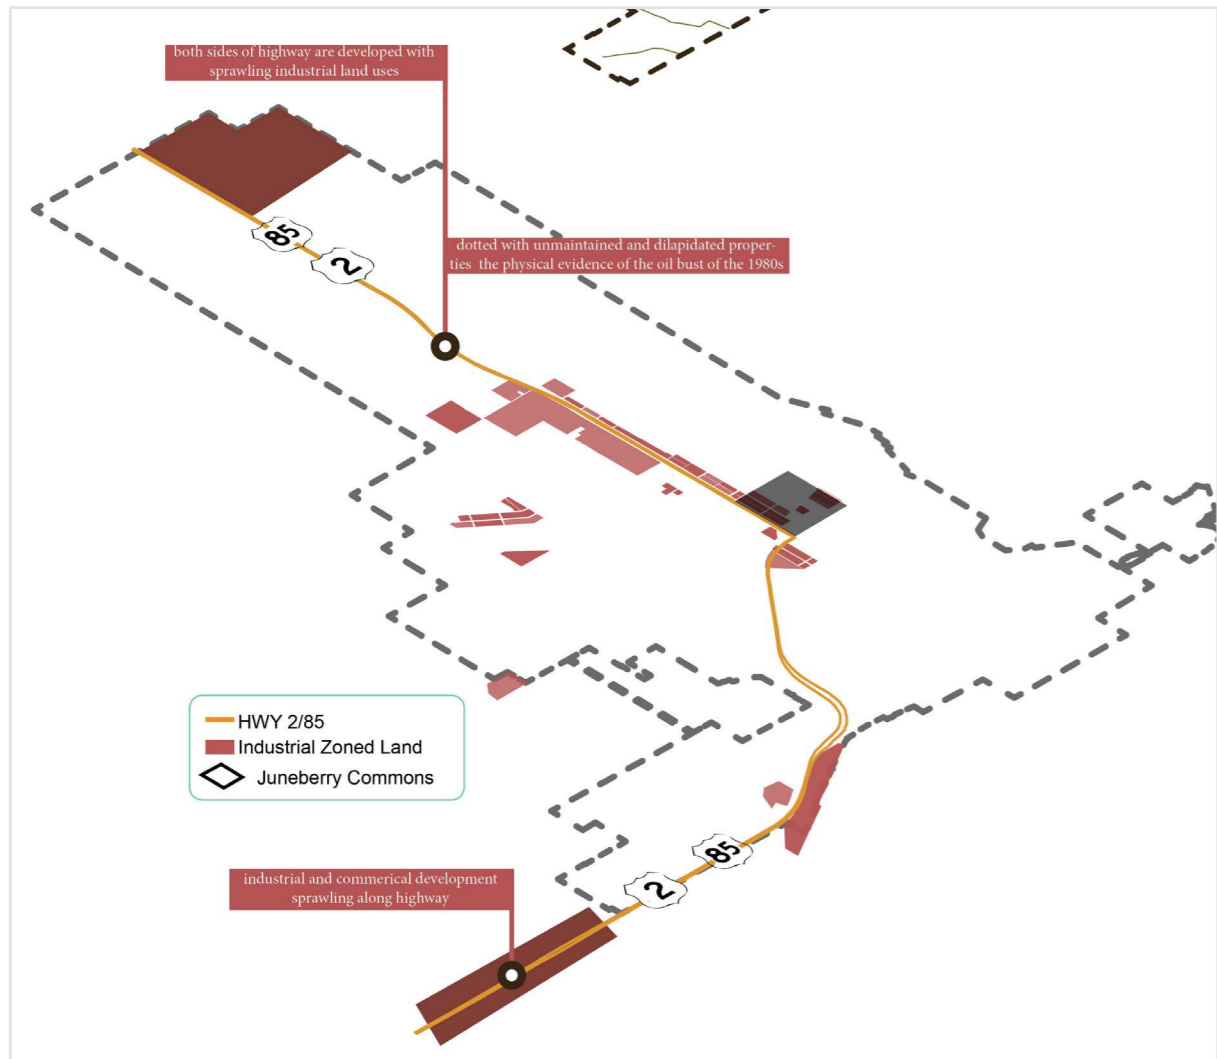 both sides of highway are developed with
sprawling industrial land uses
85
2
dotted with unmaintained and dilapidated proper-
ties the physical evidence of the oil bust of the 1980s
HWY 2/85
Industrial Zoned Land
Juneberry Commons
85
2
industrial and commerical development
sprawling along highway